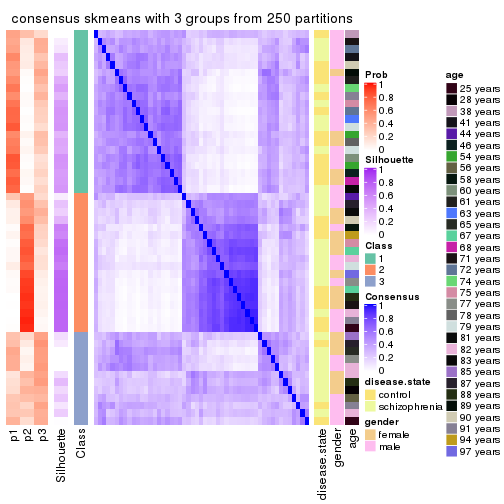 consensus skmeans with 3 groups from 250 partitions
Prob
1
0.8
0.6
0.4
0.2
0
Silhouette
1
0.8
0.6
0.4
0.2
0
Class
1
2
3
Consensus
1
0.8
0.6
0.4
0.2
0
disease.state
control
schizophrenia
gender
female
male
age
25 years
28 years
38 years
41 years
44 years
46 years
54 years
56 years
58 years
60 years
61 years
63 years
65 years
67 years
68 years
71 years
72 years
74 years
75 years
77 years
78 years
79 years
81 years
82 years
83 years
85 years
87 years
88 years
89 years
90 years
91 years
94 years
97 years
p1
p2
p3
Silhouette
Class
disease.state
gender
age